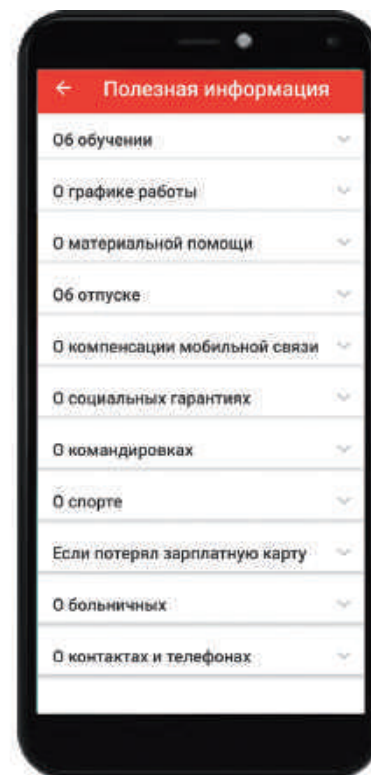 Полезная информация
Об обучении
О графике работы
О материальной помощи
Об отпуске
О компенсации мобильной связи
О социальных гарантиях
О командировках
О спорте
Если потерял зарплатную карту
О больничных
О контактах и телефонах